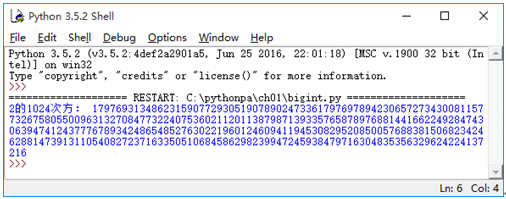 Python 3.5.2 Shell
File Edit Shell Debug Options Window Help
Python 3.5.2 (v3.5.2:4def2a2901a5, Jun 25 2016, 22:01:18) [MSC v.1900 32 bit (In
tel)] on win32
Type "copyright", "credits" or "license()" for more information.
>>>
==================== RESTART: C:\pythonpa\ch01\bigint.py ====================
2的1024次方： 179769313486231590772930519078902473361797697894230657273430081157
73267580550096313270847732240753602112011387987139335765878976881441662249284743
06394741243777678934248654852763022196012460941194530829520850057688381506823424
62881473913110540827237163350510684586298239947245938479716304835356329624224137
216
>>>
Ln: 6 Col: 4